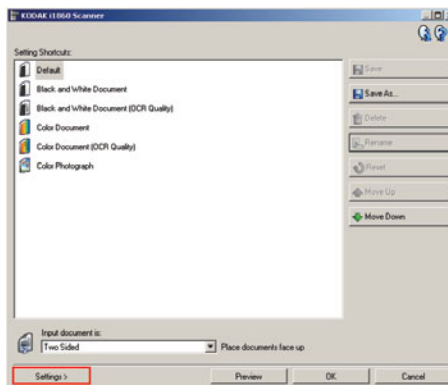 KODAK i1860 Scanner
Setting Shortcuts:
Default
Black and White Document
Black and White Document (OCR Quality)
Color Document
Color Document (OCR Quality)
Color Photograph
Save
Save As...
Delete
Rename
Reset
Move Up
Move Down
Input document is:
Two Sided
Place documents face up
Settings >
Preview
OK
Cancel